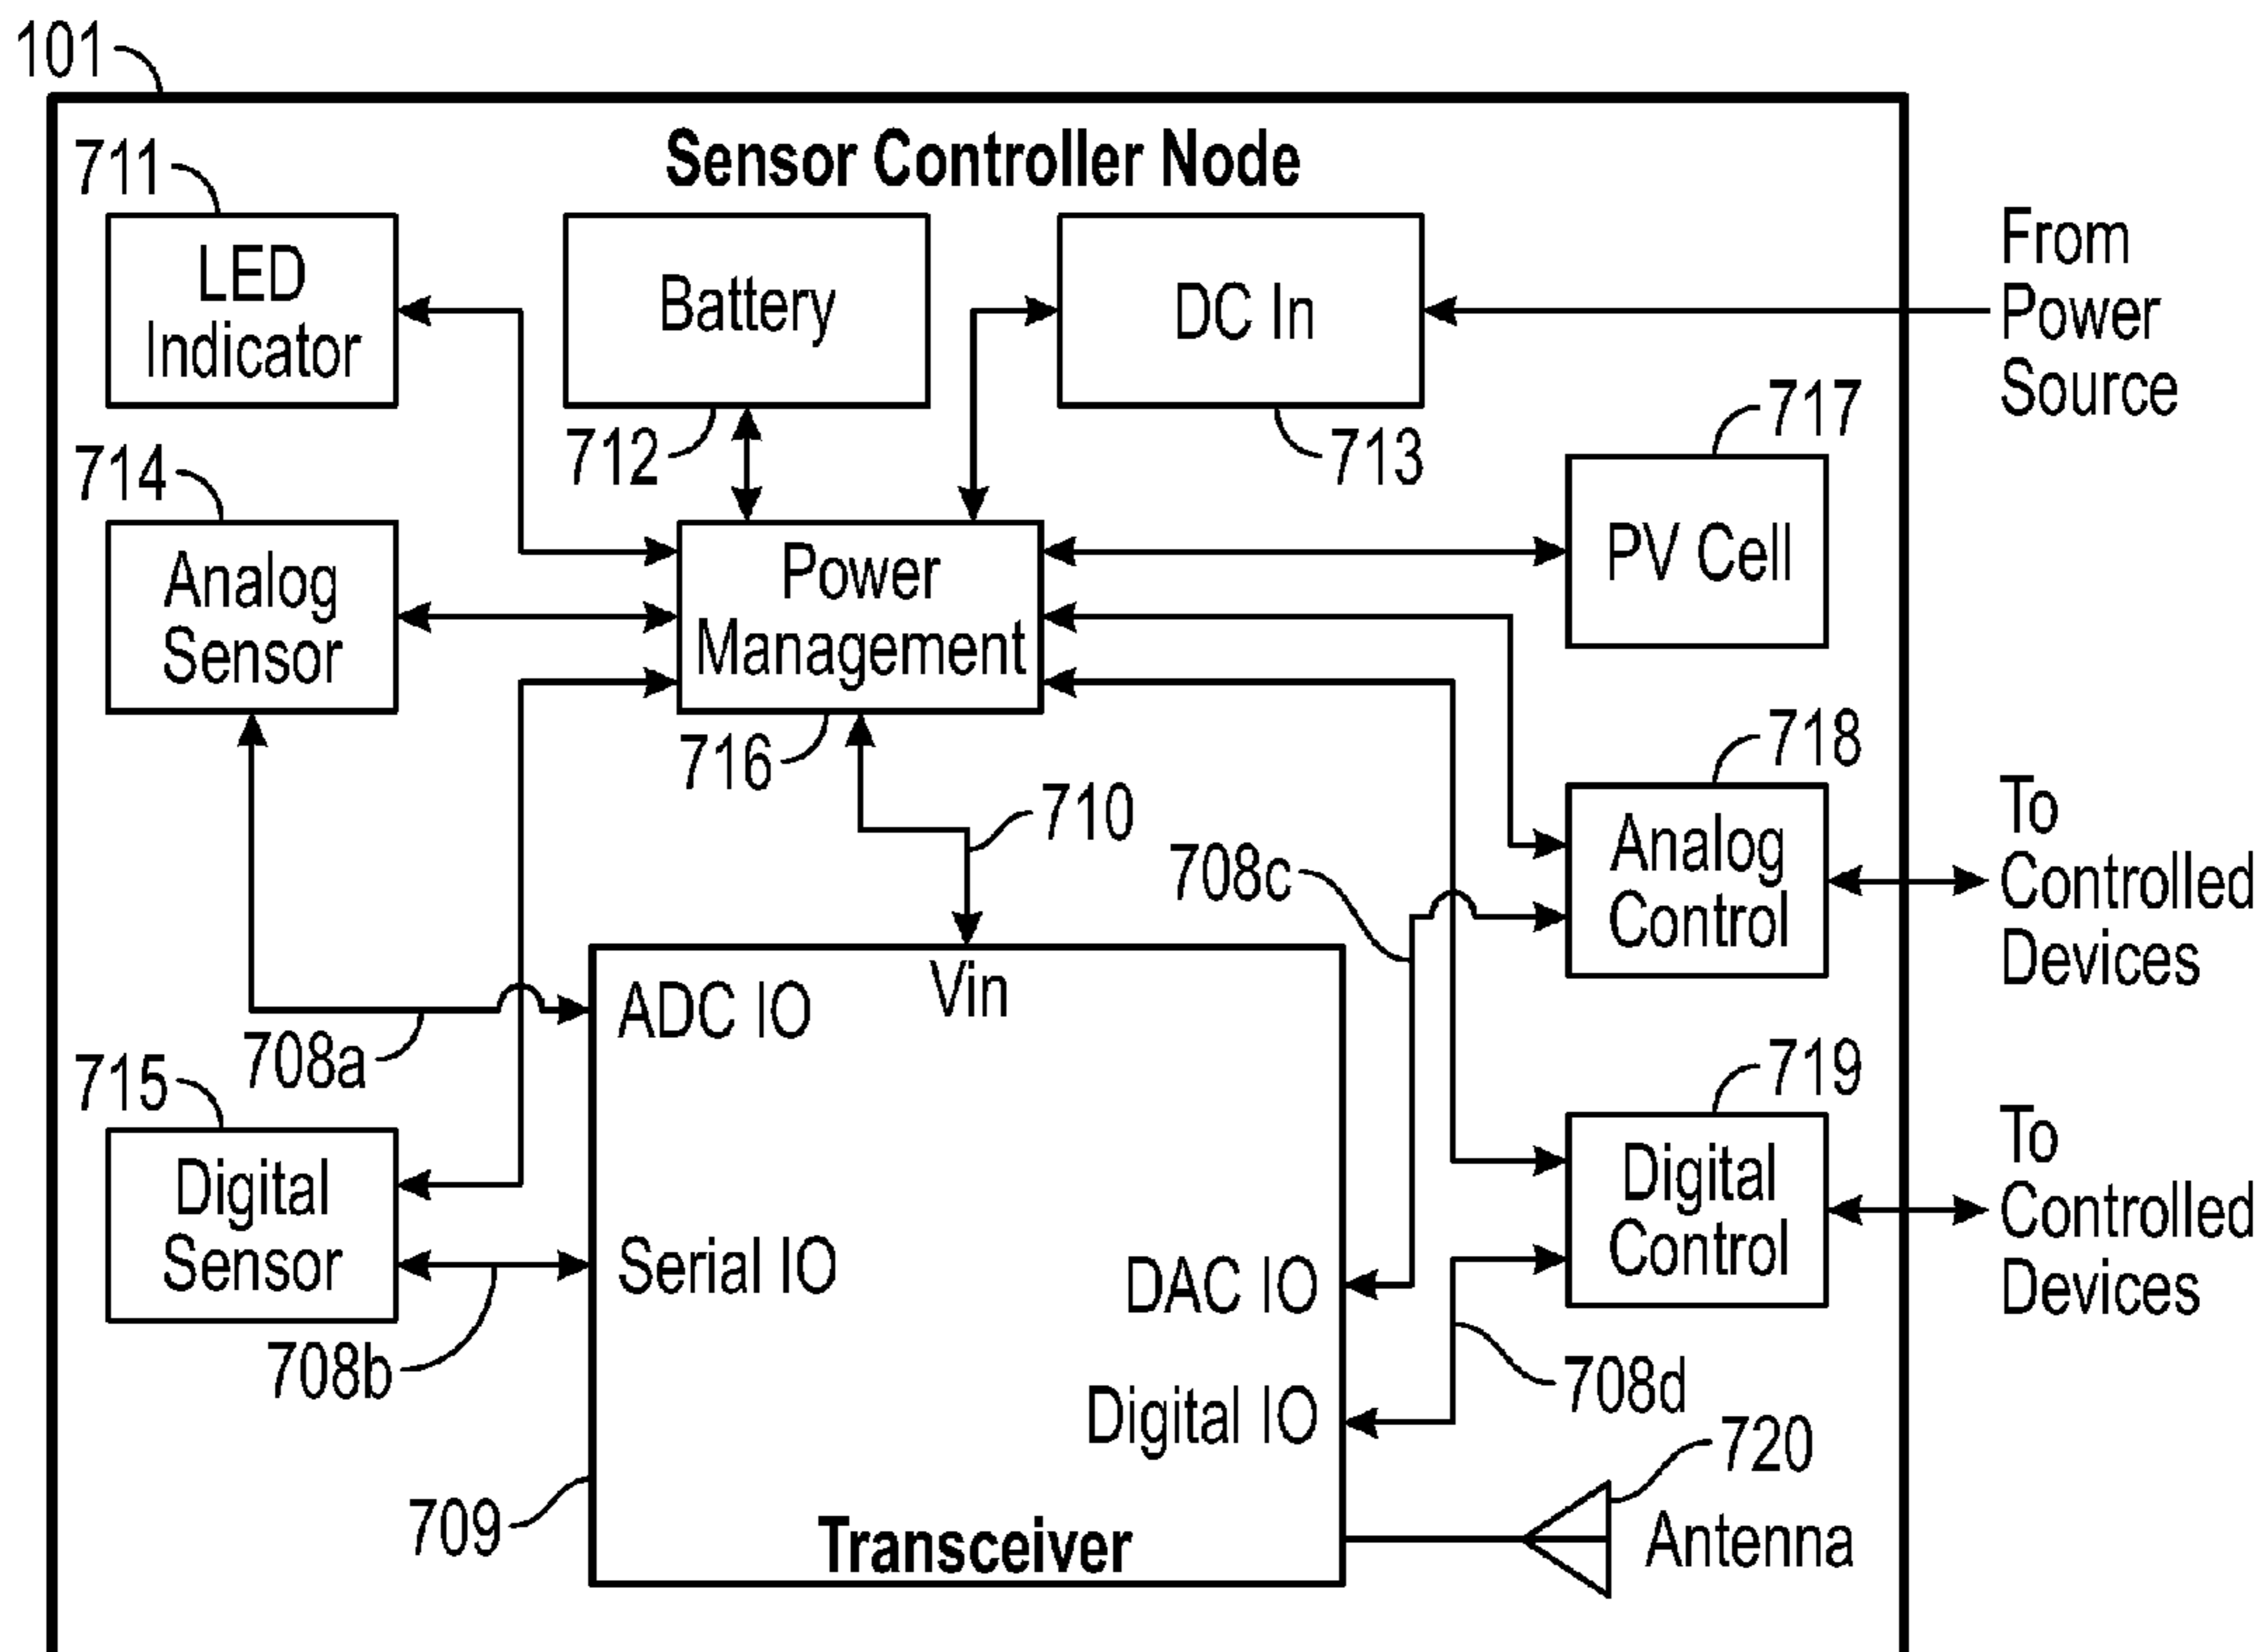 101
Sensor Controller Node
711
LED
Indicator
Battery
712
DC In
713
From
Power
Source
717
PV Cell
714
Analog
Sensor
Power
Management
716
710
718
Analog
Control
To
Controlled
Devices
708c
708a
ADC IO
Vin
715
Digital
Sensor
708b
Serial IO
DAC IO
Digital IO
719
Digital
Control
To
Controlled
Devices
708d
709
Transceiver
720
Antenna